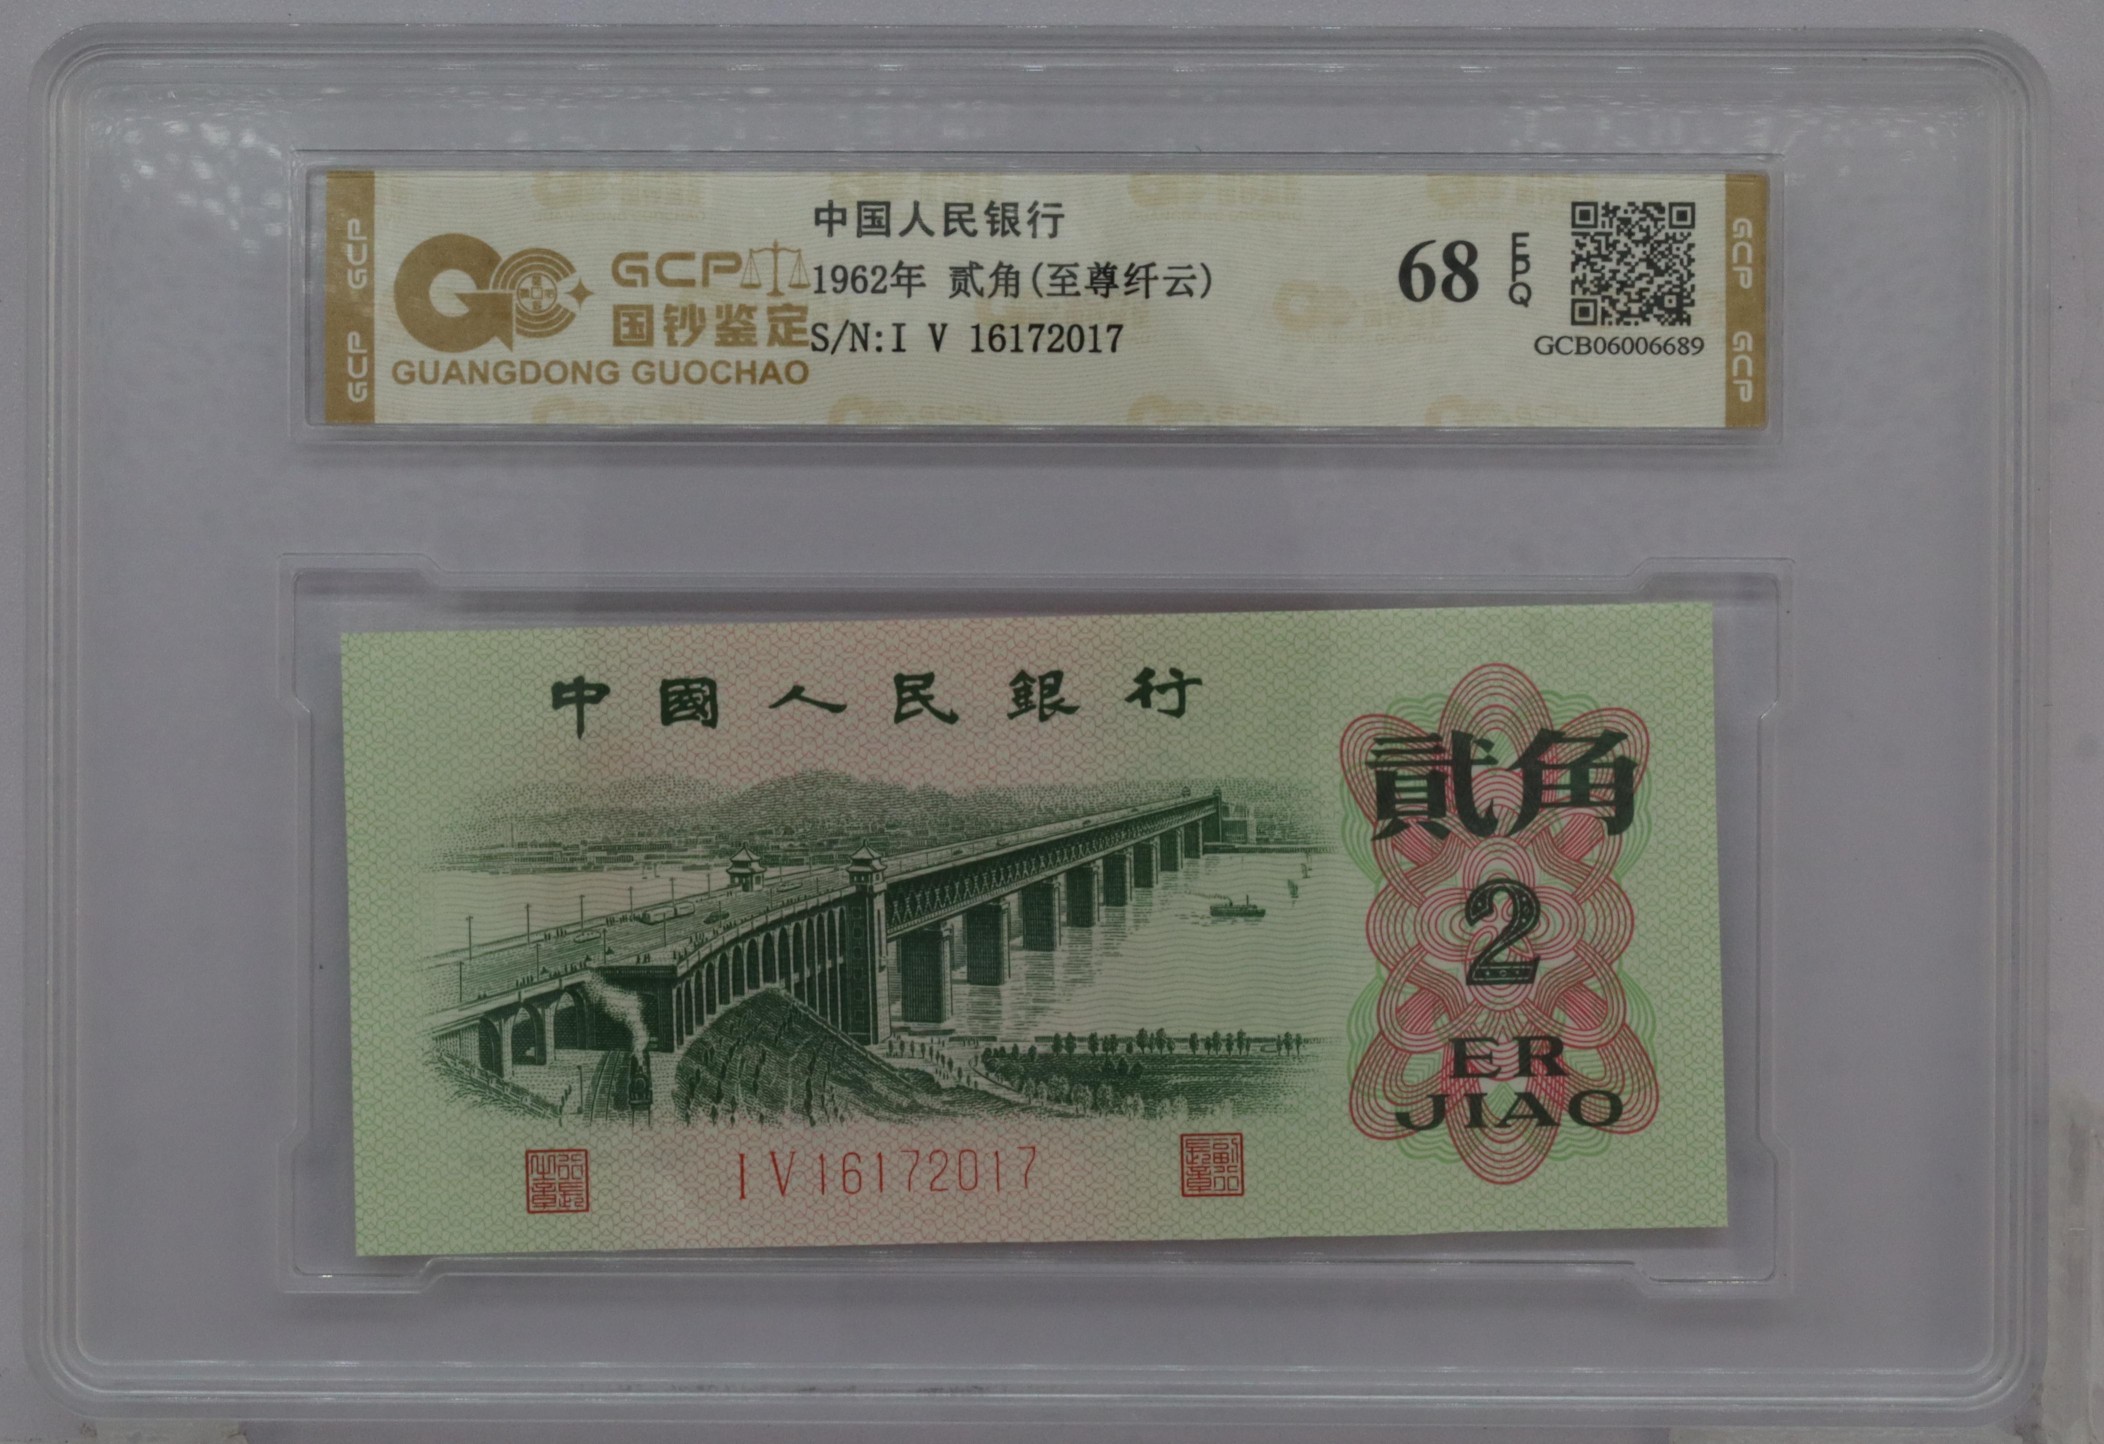 中国人民银行
1962年 贰角(至尊纤云)
S/N:I V 16172017
GCP
国钞鉴定
GUANGDONG GUOCHAO
68
EPQ
GCB06006689
GCP
GCP
GCP
GCP
中國人民銀行
貳角
2
ER
JIAO
IV16172017